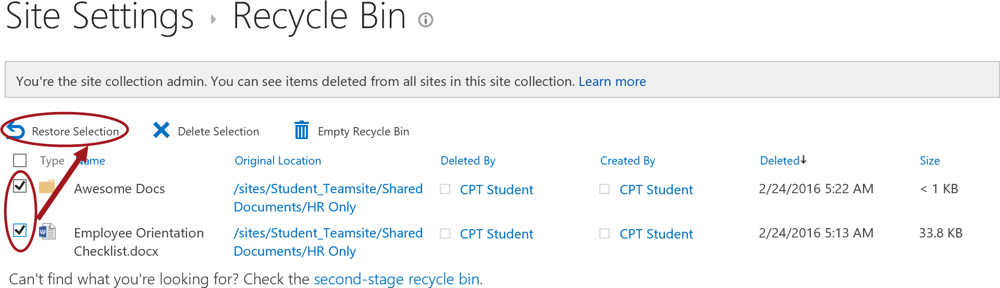 Site Settings Recycle Bin
You're the site collection admin. You can see items deleted from all sites in this site collection. Learn more
Restore Selection Delete Selection Empty Recycle Bin
Type Name Original Location Deleted By Created By Deleted Size
Awesome Docs /sites/Student_Teamsite/Shared CPT Student CPT Student 2/24/2016 5:22 AM < 1 KB
Documents/HR Only
Employee Orientation /sites/Student_Teamsite/Shared CPT Student CPT Student 2/24/2016 5:13 AM 33.8 KB
Checklist.docx Documents/HR Only
Can't find what you're looking for? Check the second-stage recycle bin.